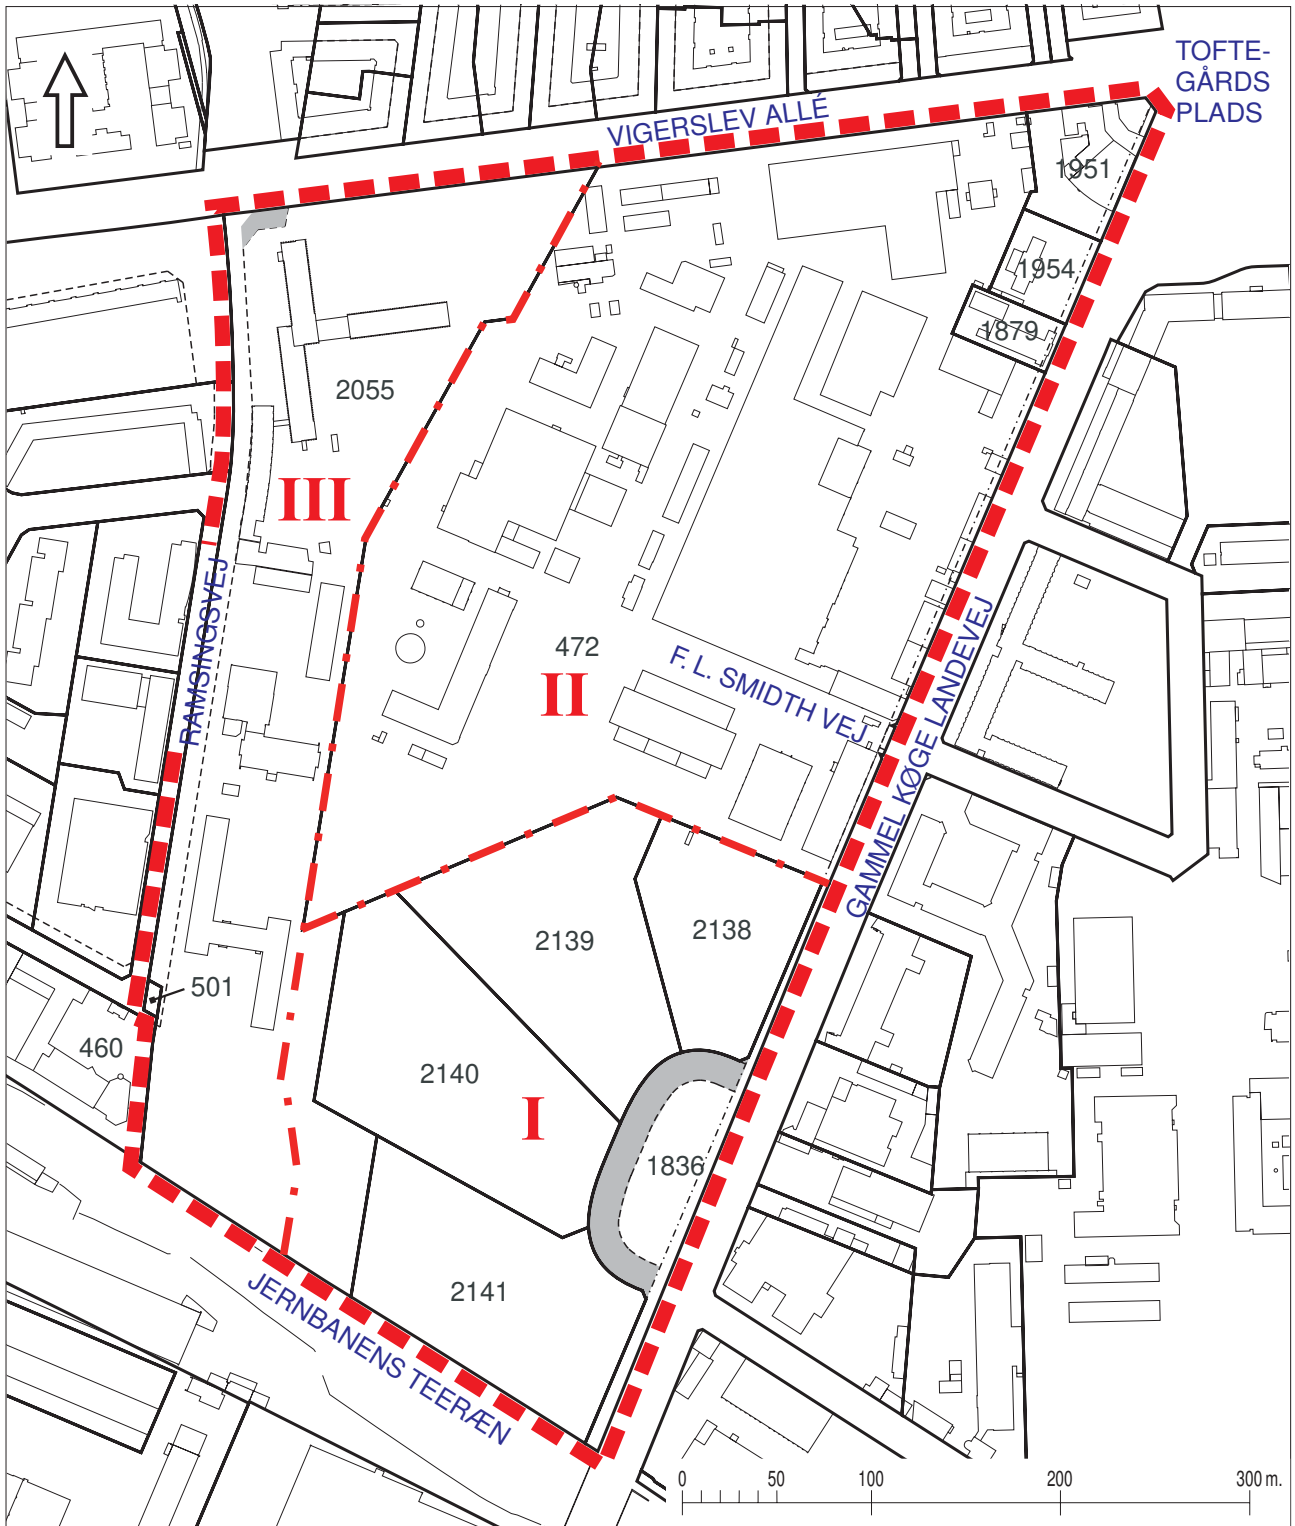 TOFTE-
GÅRDS
PLADS
VIGERSLEV ALLÉ
1951
1954
1879
2055
III
RAMSINGSVEJ
472
II
F. L. SMIDTH VEJ
GAMMEL KØGE LANDEVEJ
2139
2138
501
460
2140
I
1836
2141
JERNBANENS TEERÆN
0 50 100 200 300 m.